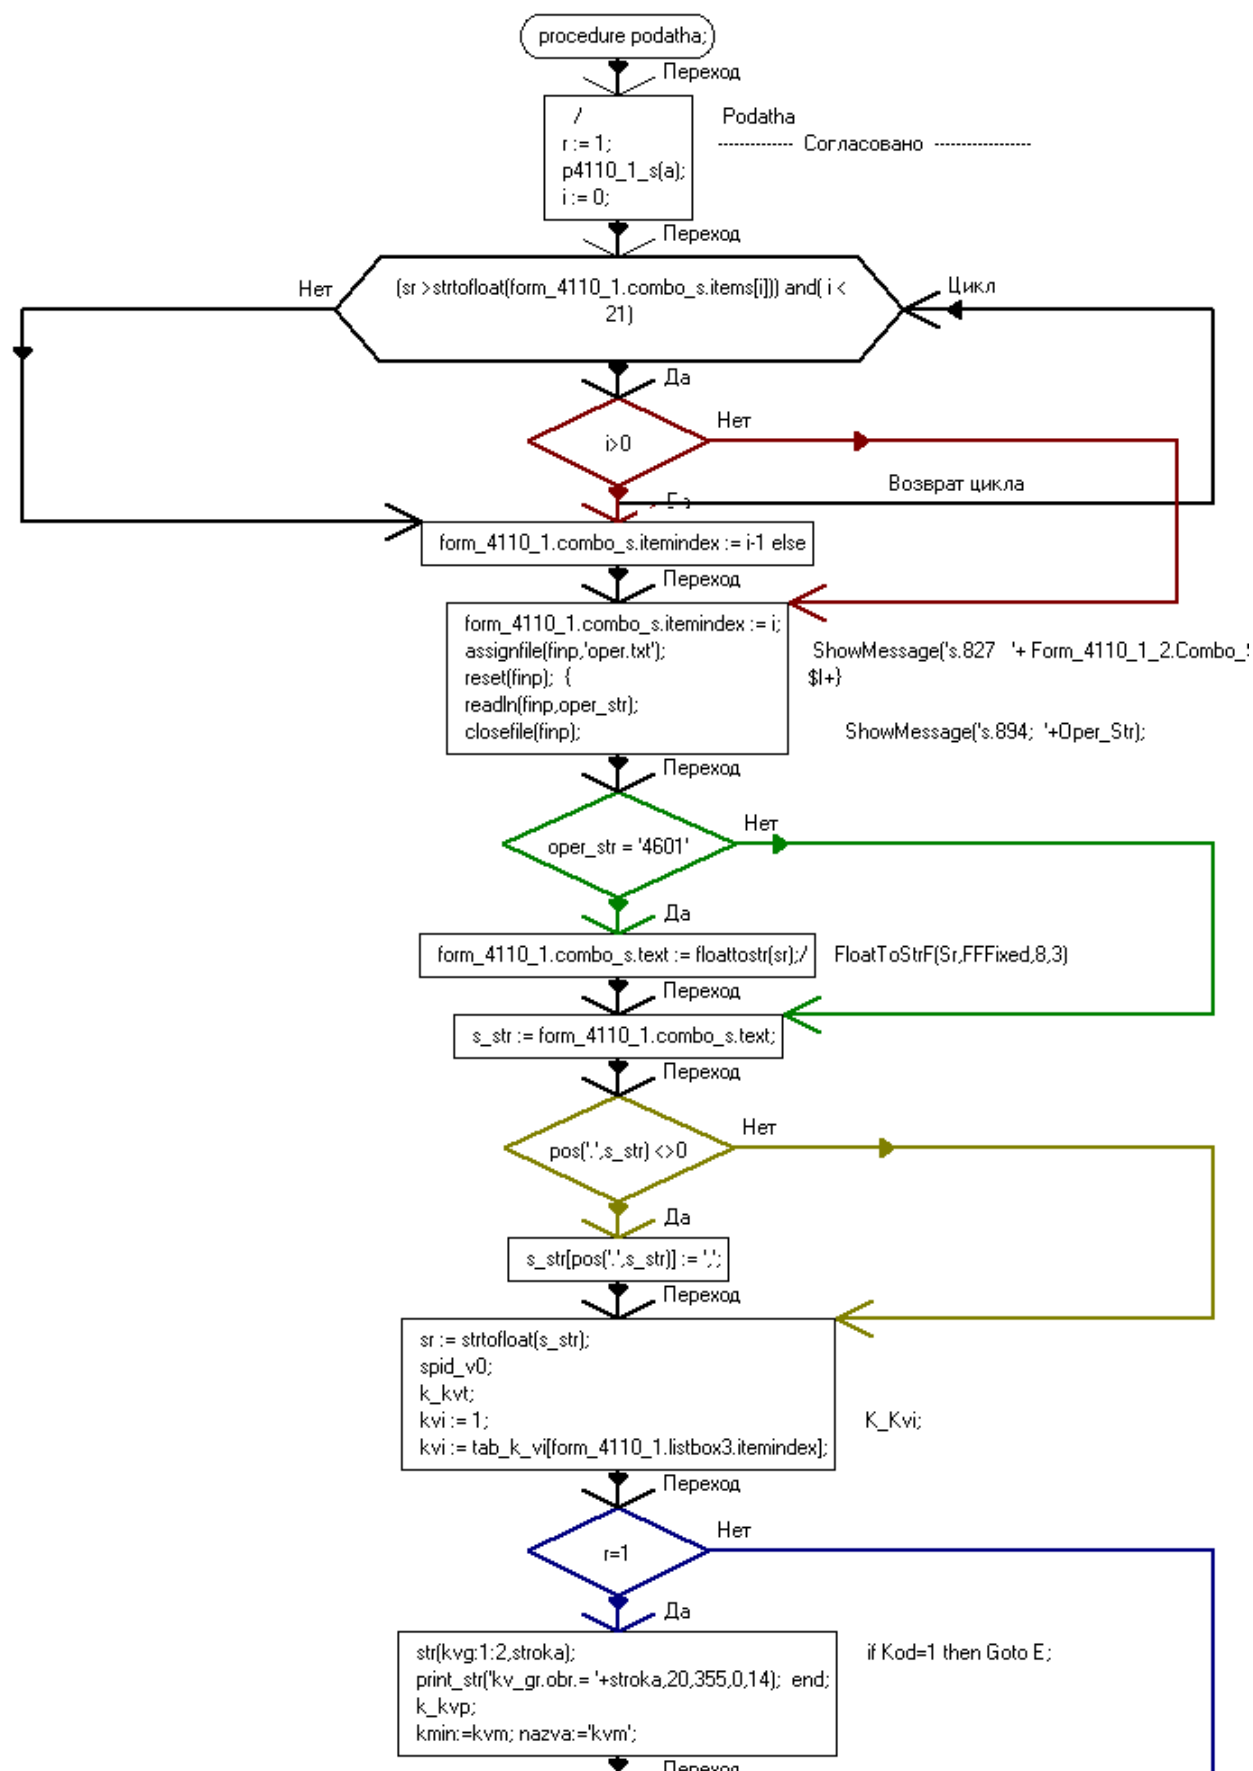 procedure podatha;
Переход
/
r := 1;
p4110_1_s(a);
i := 0;
Podatha
Согласовано
Переход
(sr >strtofloat(form_4110_1.combo_s.items[i])) and( i <
21)
Нет
Цикл
Да
i>0
Нет
Возврат цикла
form_4110_1.combo_s.itemindex := i-1 else
Переход
form_4110_1.combo_s.itemindex := i;
assignfile(finp,'oper.txt');
reset(finp);  {
readln(finp,oper_str);
closefile(finp);
ShowMessage('s.827   '+ Form_4110_1_2.Combo_S
$I+}
ShowMessage('s.894;  '+Oper_Str);
Переход
oper_str = '4601'
Нет
Да
form_4110_1.combo_s.text := floattostr(sr);/
FloatToStrF(Sr,FFFixed,8,3)
Переход
s_str := form_4110_1.combo_s.text;
Переход
pos('.',s_str) <>0
Нет
Да
s_str[pos('.',s_str)] := ',';
Переход
sr := strtofloat(s_str);
spid_v0;
k_kvt;
kvi := 1;
kvi := tab_k_vi[form_4110_1.listbox3.itemindex];
K_Kvi;
Переход
r=1
Нет
Да
str(kvg:1:2,stroka);
print_str('kv_gr.obr.= '+stroka,20,355,0,14);  end;
k_kvp;
kmin:=kvm; nazva:='kvm';
if Kod=1 then Goto E;
Переход